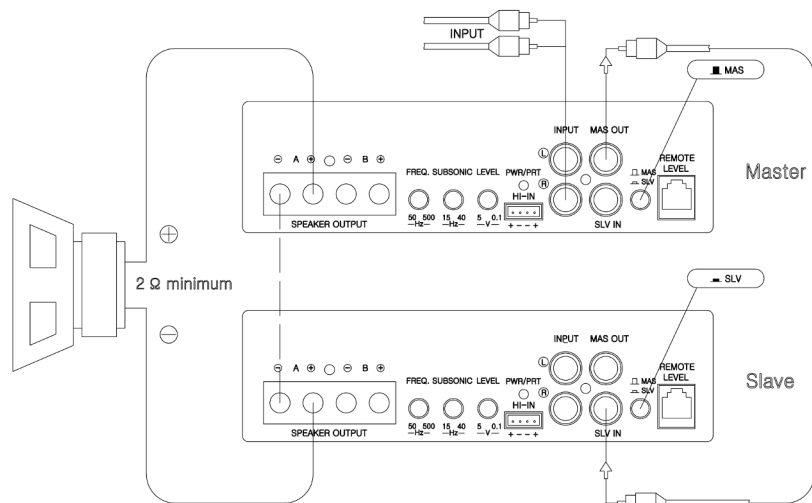 INPUT
MAS
INPUT MAS OUT
⊖ A ⊕ ⊖ B ⊕
L
REMOTE
LEVEL
FREQ. SUBSONIC LEVEL PWR/PRT
MAS
SLV
R
HI-IN
50 500 15 40 5 0.1
Hz Hz V + - - +
SPEAKER OUTPUT
SLV IN
Master
⊕
2 Ω minimum
⊖
SLV
INPUT MAS OUT
⊖ A ⊕ ⊖ B ⊕
L
REMOTE
LEVEL
FREQ. SUBSONIC LEVEL PWR/PRT
MAS
SLV
R
HI-IN
50 500 15 40 5 0.1
Hz Hz V + - - +
SPEAKER OUTPUT
SLV IN
Slave